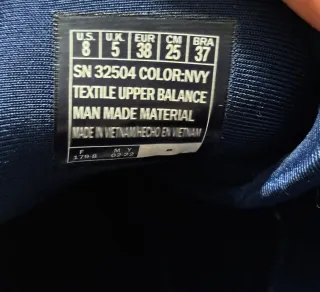 U.S. U.K. EUR CM BRA
8 5 38 25 37
SN 32504 COLOR:NVY
TEXTILE UPPER BALANCE
MAN MADE MATERIAL
MADE IN VIETNAM/HECHO EN VIETNAM
F M Y